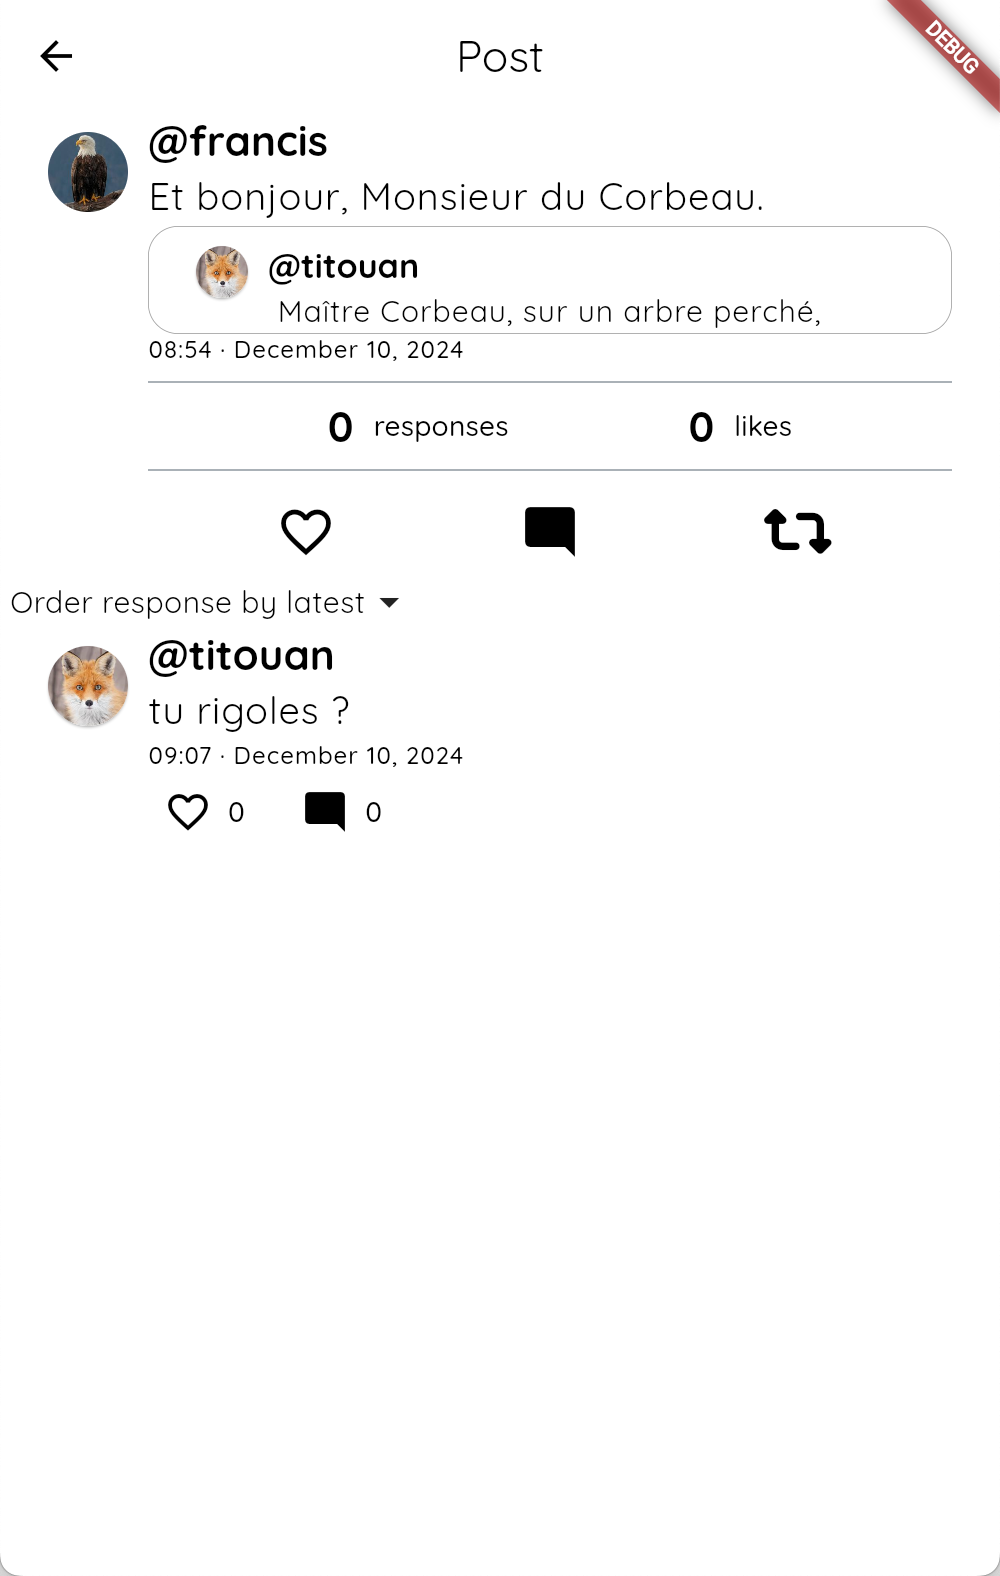 Post
DEBUG
@francis
Et bonjour, Monsieur du Corbeau.
@titouan
Maître Corbeau, sur un arbre perché,
08:54 · December 10, 2024
0 responses 0 likes
Order response by latest
@titouan
tu rigoles ?
09:07 · December 10, 2024
0 0